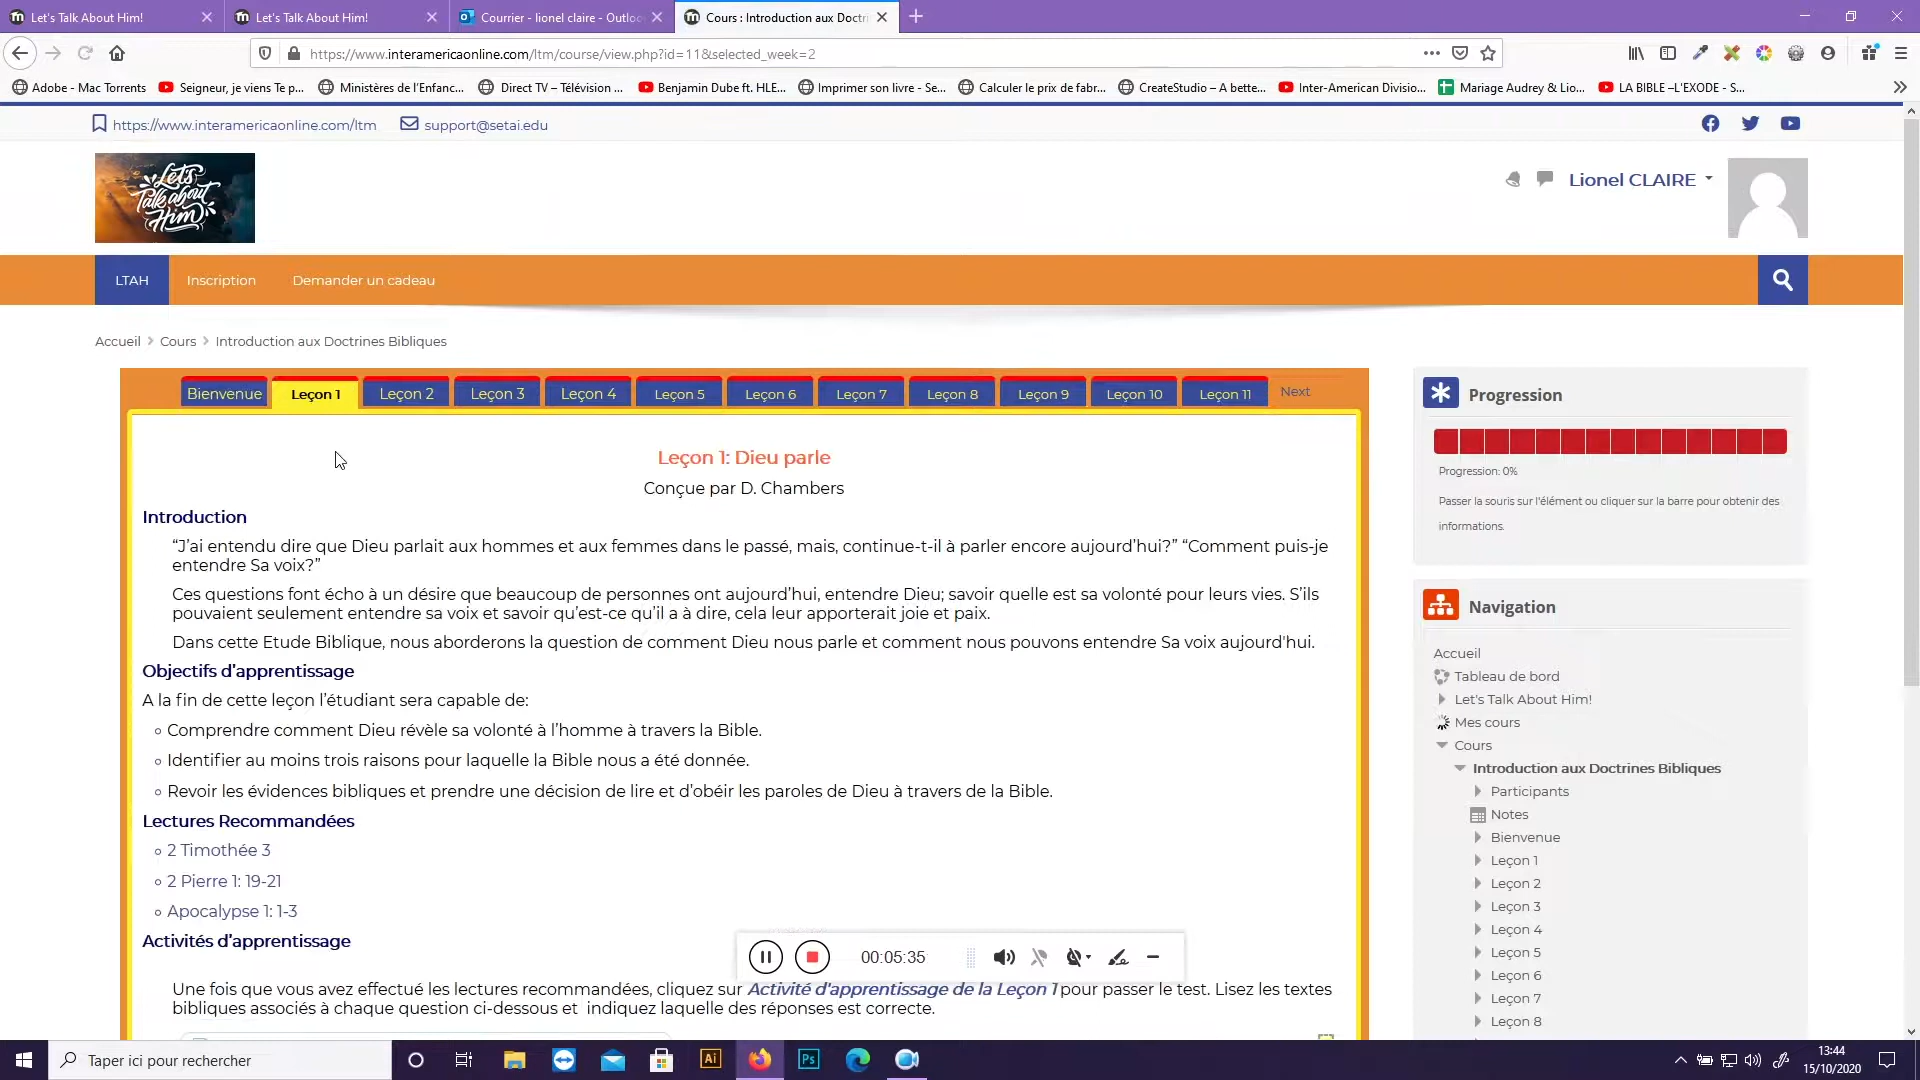 Let's Talk About Him!
Let's Talk About Him!
Courrier - lionel claire - Outloo
Cours : Introduction aux Doctri
https://www.interamericaonline.com/ltm/course/view.php?id=11&selected_week=2
Adobe - Mac Torrents
Seigneur, je viens Te p...
Ministères de l'Enfanc...
Direct TV – Télévision ...
Benjamin Dube ft. HLE...
Imprimer son livre - Se...
Calculer le prix de fabr...
CreateStudio – A bette...
Inter-American Divisio...
Mariage Audrey & Lio...
LA BIBLE –L'EXODE - S...
https://www.interamericaonline.com/ltm
support@setai.edu
Let's
Talk about
Him!
Lionel CLAIRE
LTAH
Inscription
Demander un cadeau
Accueil
Cours
Introduction aux Doctrines Bibliques
Bienvenue
Leçon 1
Leçon 2
Leçon 3
Leçon 4
Leçon 5
Leçon 6
Leçon 7
Leçon 8
Leçon 9
Leçon 10
Leçon 11
Next
Leçon 1: Dieu parle
Conçue par D. Chambers
Introduction
“J’ai entendu dire que Dieu parlait aux hommes et aux femmes dans le passé, mais, continue-t-il à parler encore aujourd’hui?” “Comment puis-je
entendre Sa voix?”
Ces questions font écho à un désire que beaucoup de personnes ont aujourd’hui, entendre Dieu; savoir quelle est sa volonté pour leurs vies. S’ils
pouvaient seulement entendre sa voix et savoir qu’est-ce qu’il a à dire, cela leur apporterait joie et paix.
Dans cette Etude Biblique, nous aborderons la question de comment Dieu nous parle et comment nous pouvons entendre Sa voix aujourd'hui.
Objectifs d’apprentissage
A la fin de cette leçon l’étudiant sera capable de:
Comprendre comment Dieu révèle sa volonté à l’homme à travers la Bible.
Identifier au moins trois raisons pour laquelle la Bible nous a été donnée.
Revoir les évidences bibliques et prendre une décision de lire et d’obéir les paroles de Dieu à travers de la Bible.
Lectures Recommandées
2 Timothée 3
2 Pierre 1: 19-21
Apocalypse 1: 1-3
Activités d’apprentissage
Une fois que vous avez effectué les lectures recommandées, cliquez sur Activité d'apprentissage de la Leçon 1 pour passer le test. Lisez les textes
bibliques associés à chaque question ci-dessous et  indiquez laquelle des réponses est correcte.
Progression
Progression: 0%
Passer la souris sur l'élément ou cliquer sur la barre pour obtenir des
informations.
Navigation
Accueil
Tableau de bord
Let's Talk About Him!
Mes cours
Cours
Introduction aux Doctrines Bibliques
Participants
Notes
Bienvenue
Leçon 1
Leçon 2
Leçon 3
Leçon 4
Leçon 5
Leçon 6
Leçon 7
Leçon 8
00:05:35
Taper ici pour rechercher
Ai
Ps
13:44
15/10/2020